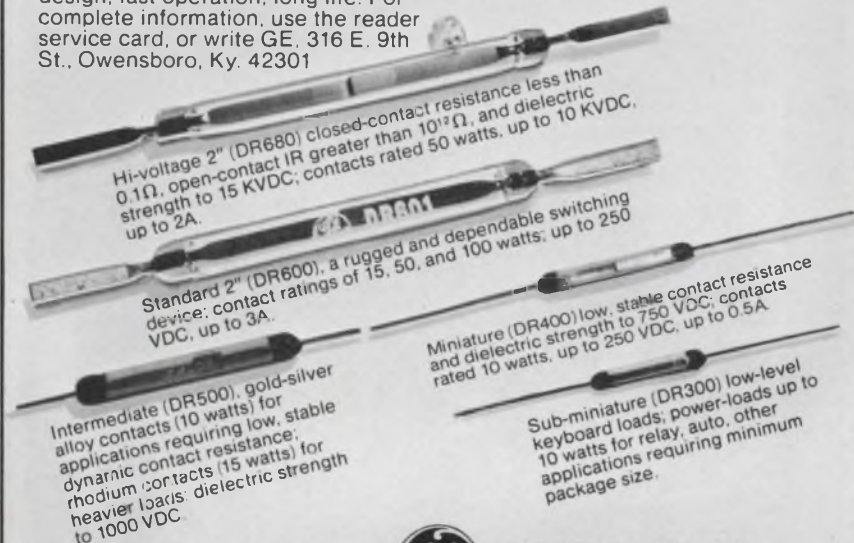 design, fast operation, long life. For
complete information, use the reader
service card, or write GE, 316 E. 9th
St., Owensboro, Ky. 42301
Hi-voltage 2" (DR680) closed-contact resistance less than
0.1Ω, open-contact IR greater than 10¹²Ω, and dielectric
strength to 15 KVDC; contacts rated 50 watts, up to 10 KVDC,
up to 2A.
DR601
Standard 2" (DR600), a rugged and dependable switching
device; contact ratings of 15, 50, and 100 watts; up to 250
VDC, up to 3A.
Miniature (DR400) low, stable contact resistance
and dielectric strength to 750 VDC; contacts
rated 10 watts, up to 250 VDC, up to 0.5A.
Intermediate (DR500), gold-silver
alloy contacts (10 watts) for
applications requiring low, stable
dynamic contact resistance;
rhodium contacts (15 watts) for
heavier loads; dielectric strength
to 1000 VDC.
Sub-miniature (DR300) low-level
keyboard loads; power-loads up to
10 watts for relay, auto, other
applications requiring minimum
package size.